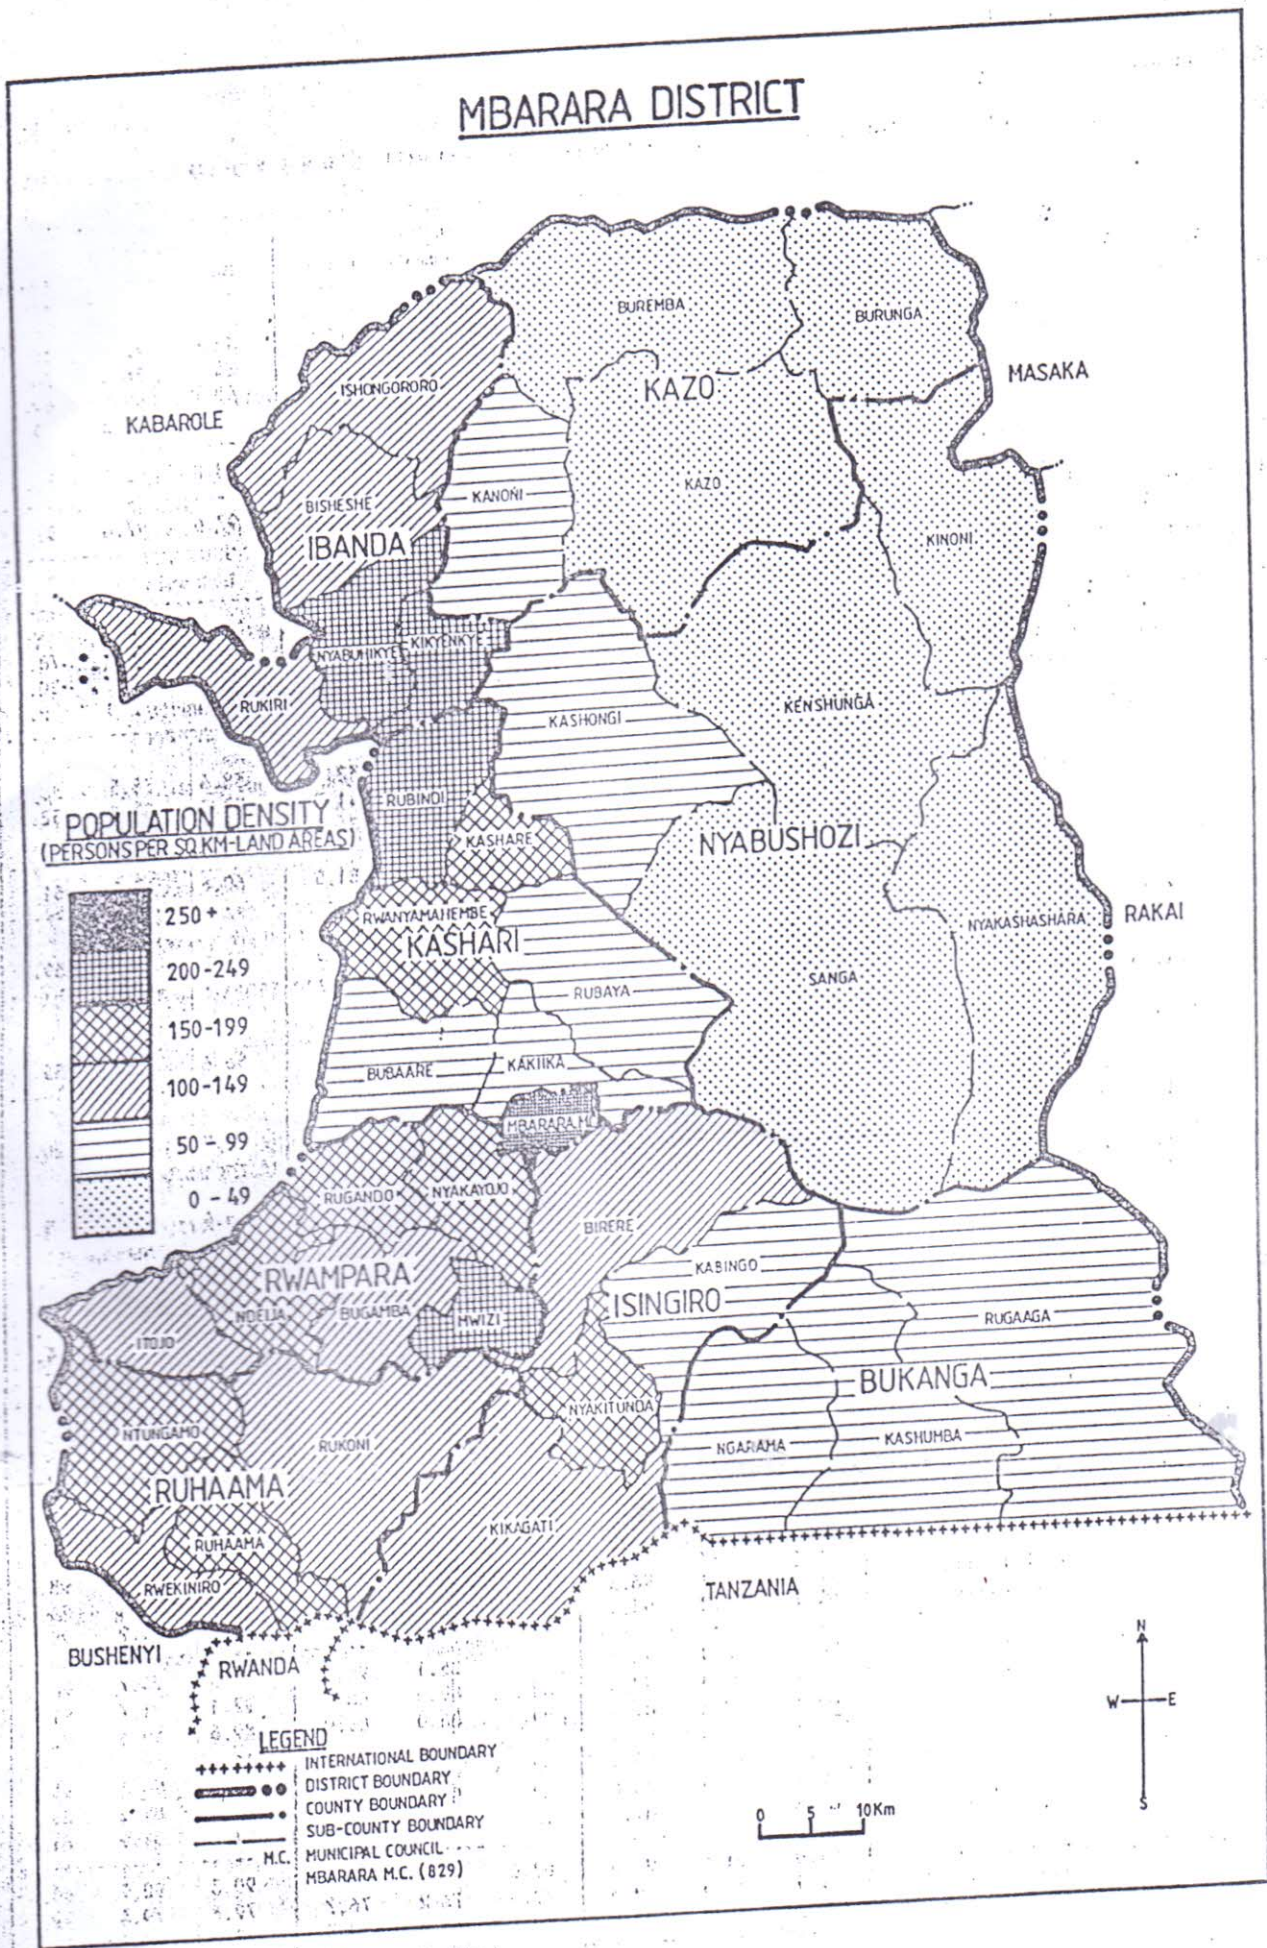 MBARARA DISTRICT
BUREMBA
BURUNGA
MASAKA
ISHONGORORO
KAZO
KABAROLE
BISHESHE
KANONI
KAZO
IBANDA
KINONI
NYABUHIKYE
KIKYENKYE
RUKIRI
KASHONGI
KENSHUNGA
RUBINDI
KASHARE
NYABUSHOZI
POPULATION DENSITY
(PERSONS PER SQ.KM-LAND AREAS)
250+
200-249
150-199
100-149
50-99
0-49
RWANYAMAHEMBE
KASHARI
NYAKASHASHARA
RAKAI
SANGA
RUBAYA
BUBAARE
KAKIIKA
MBARARA M.C
RUGANDO
NYAKAYOJO
BIRERE
KABINGO
RWAMPARA
ISINGIRO
NDEIJA
BUGAMBA
MWIZI
RUGAAGA
ITOJO
BUKANGA
NYAKITUNDA
NTUNGAMO
RUKONI
NGARAMA
KASHUMBA
RUHAAMA
KIKAGATI
RUHAAMA
RWEKINIRO
TANZANIA
BUSHENYI
RWANDA
N
W
E
S
LEGEND
INTERNATIONAL BOUNDARY
DISTRICT BOUNDARY
COUNTY BOUNDARY
SUB-COUNTY BOUNDARY
M.C. MUNICIPAL COUNCIL
MBARARA M.C. (829)
0 5 10Km